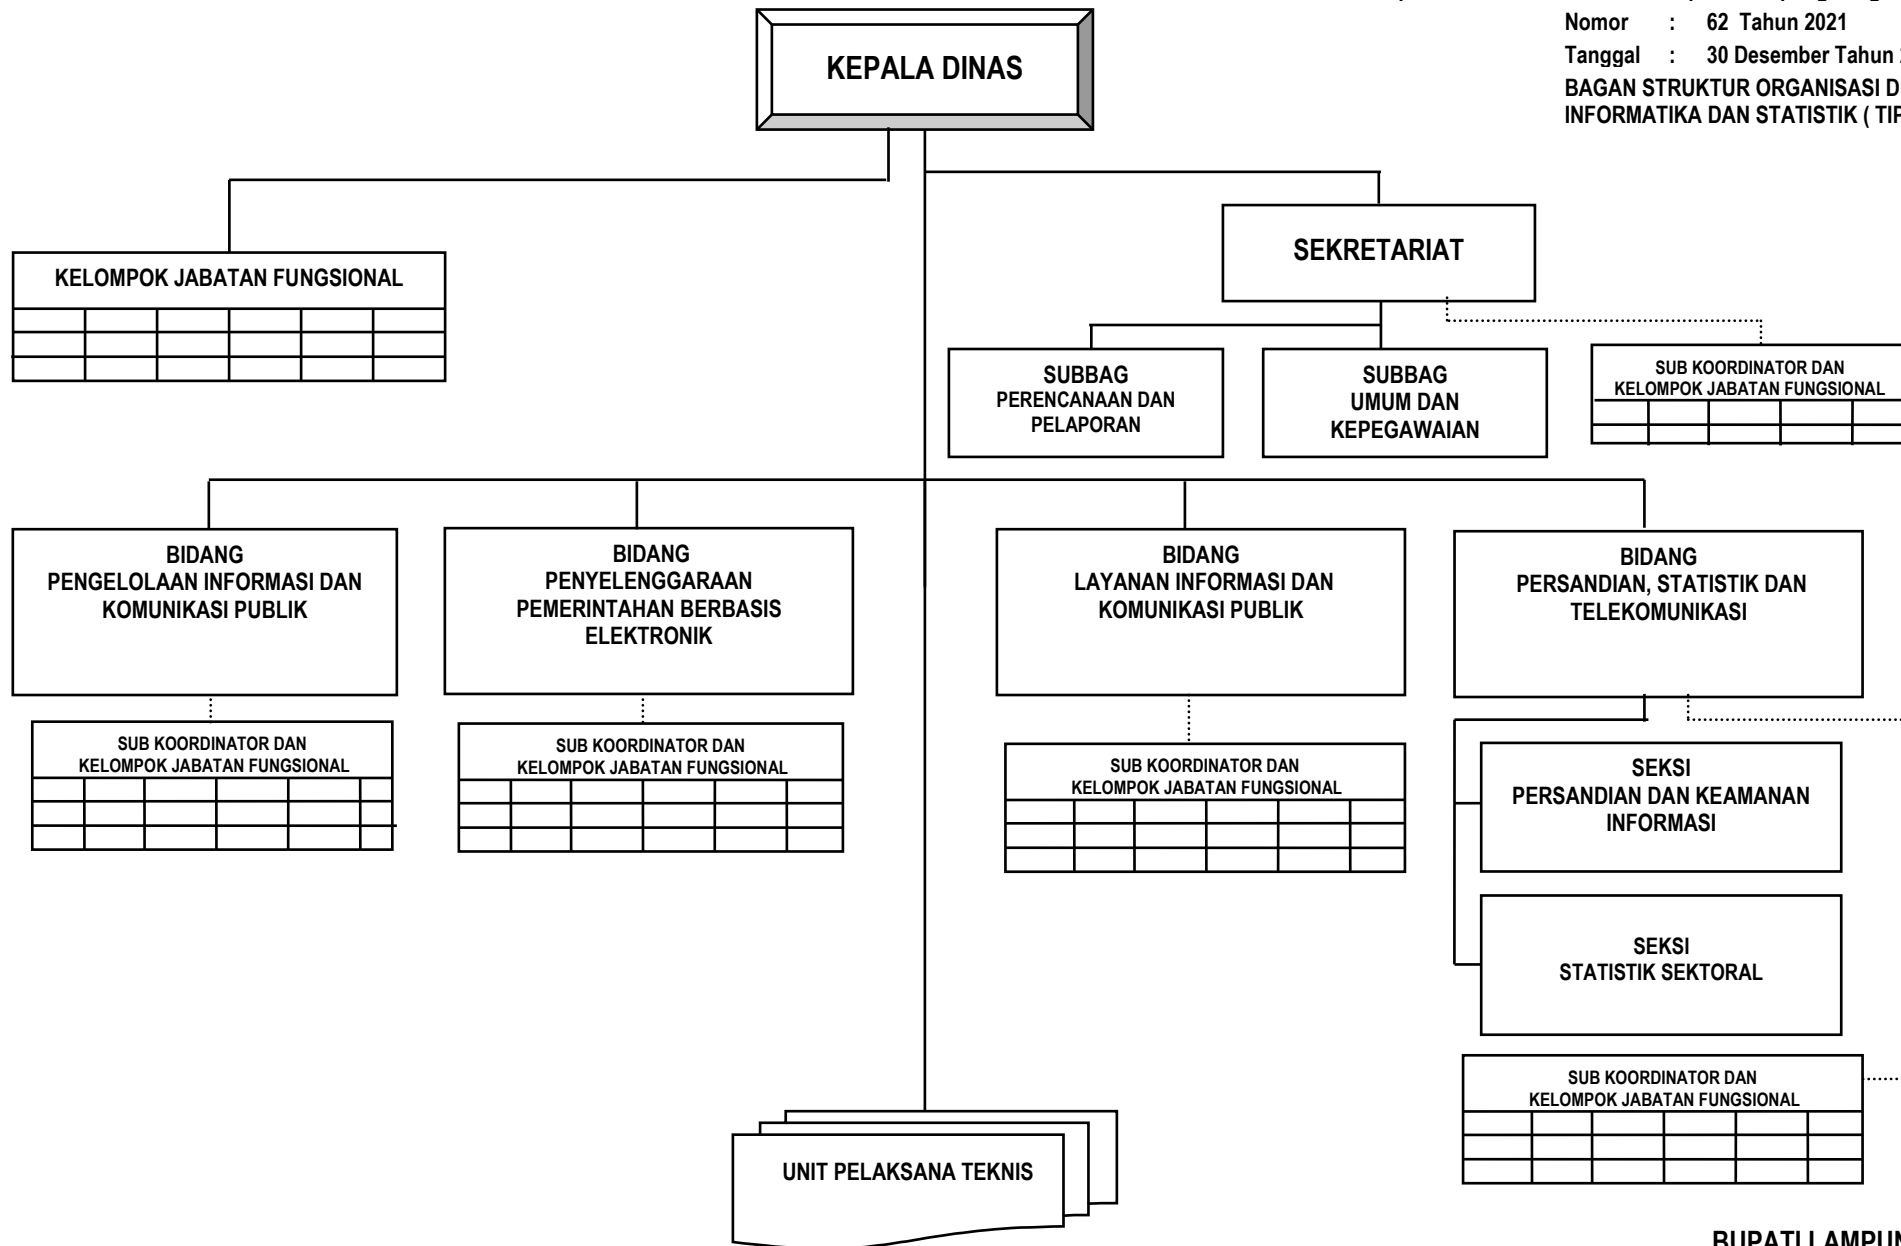 Nomor : 62 Tahun 2021
Tanggal : 30 Desember Tahun
BAGAN STRUKTUR ORGANISASI D
INFORMATIKA DAN STATISTIK ( TIP
KEPALA DINAS
SEKRETARIAT
KELOMPOK JABATAN FUNGSIONAL
SUBBAG
PERENCANAAN DAN
PELAPORAN
SUBBAG
UMUM DAN
KEPEGAWAIAN
SUB KOORDINATOR DAN
KELOMPOK JABATAN FUNGSIONAL
BIDANG
PENGELOLAAN INFORMASI DAN
KOMUNIKASI PUBLIK
BIDANG
PENYELENGGARAAN
PEMERINTAHAN BERBASIS
ELEKTRONIK
BIDANG
LAYANAN INFORMASI DAN
KOMUNIKASI PUBLIK
BIDANG
PERSANDIAN, STATISTIK DAN
TELEKOMUNIKASI
SUB KOORDINATOR DAN
KELOMPOK JABATAN FUNGSIONAL
SUB KOORDINATOR DAN
KELOMPOK JABATAN FUNGSIONAL
SUB KOORDINATOR DAN
KELOMPOK JABATAN FUNGSIONAL
SEKSI
PERSANDIAN DAN KEAMANAN
INFORMASI
SEKSI
STATISTIK SEKTORAL
SUB KOORDINATOR DAN
KELOMPOK JABATAN FUNGSIONAL
UNIT PELAKSANA TEKNIS
BUPATI LAMPUN